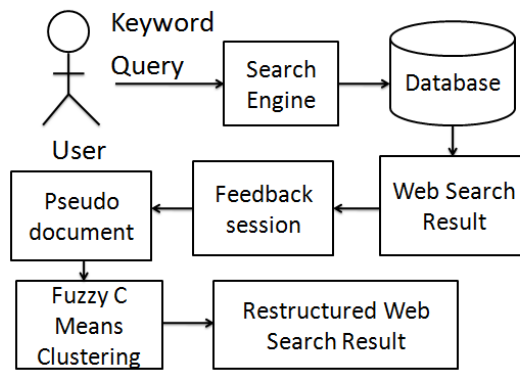 Keyword
Query
User
Search
Engine
Database
Web Search
Result
Feedback
session
Pseudo
document
Fuzzy C
Means
Clustering
Restructured Web
Search Result